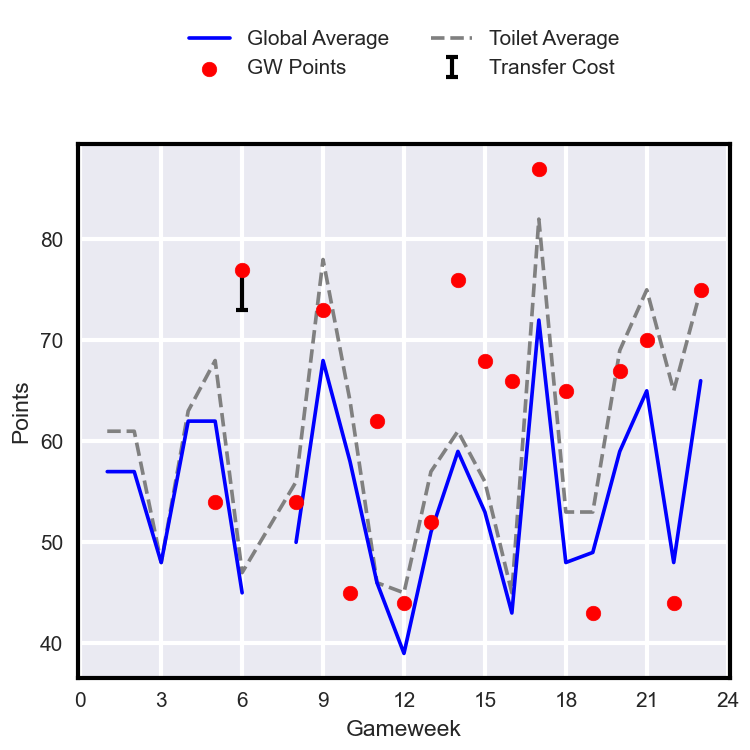 Global Average
Toilet Average
GW Points
Transfer Cost
80
70
60
50
40
Points
0 3 6 9 12 15 18 21 24
Gameweek